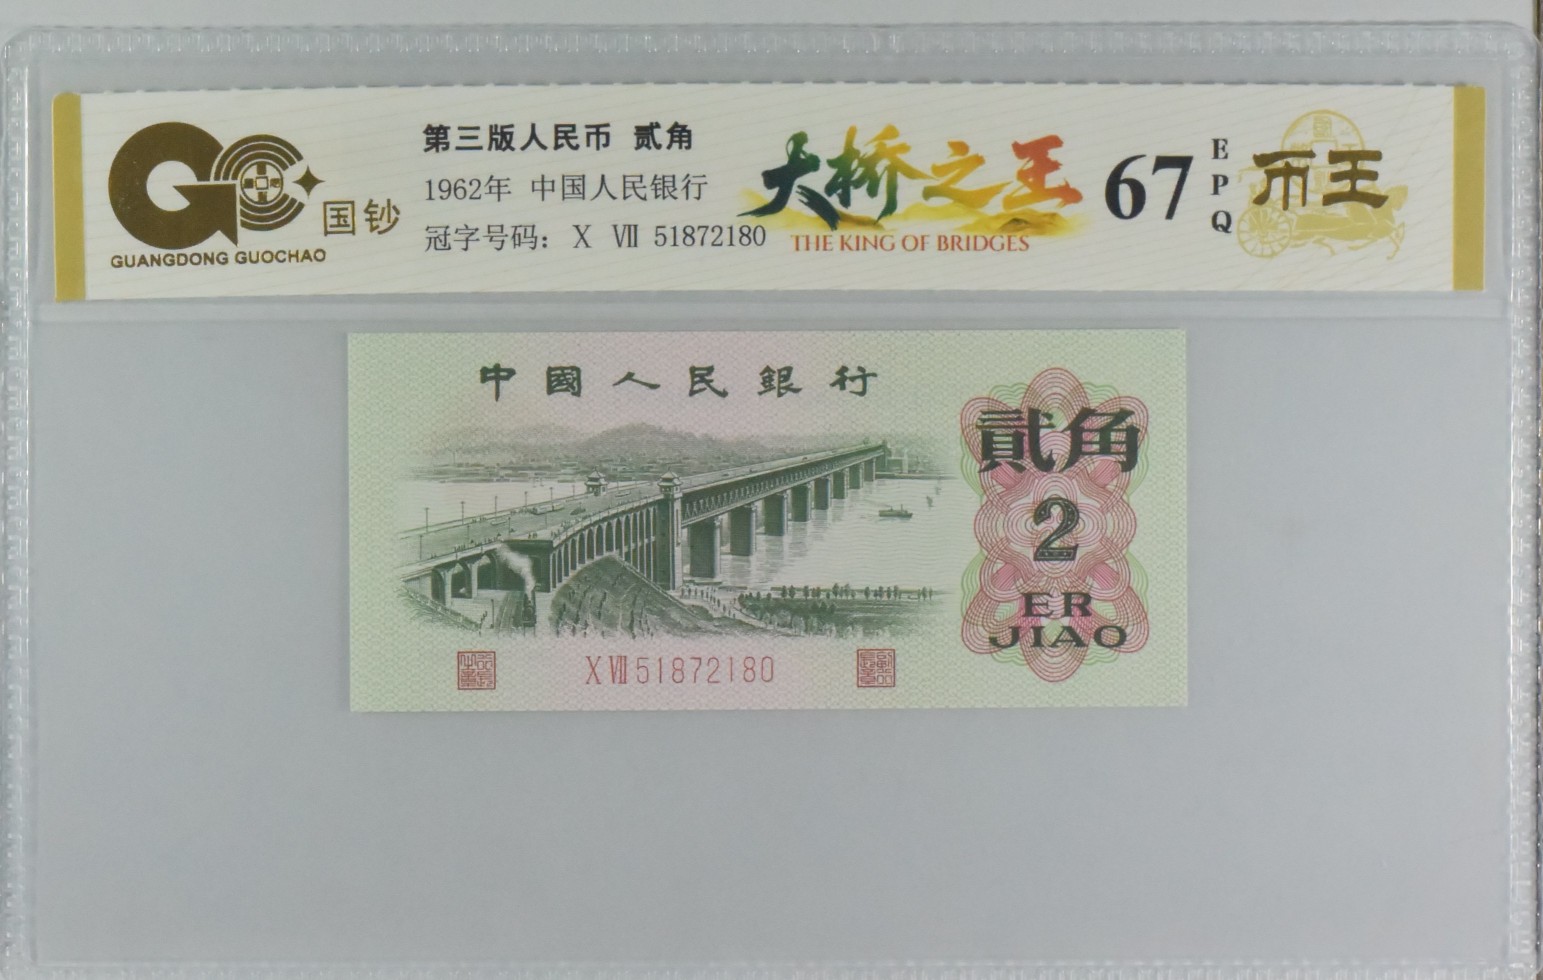 第三版人民币 贰角
1962年 中国人民银行
冠字号码: X Ⅶ 51872180
国钞
GUANGDONG GUOCHAO
大桥之王
THE KING OF BRIDGES
67
EPQ
币王
中國人民銀行
貳角
2
ER
JIAO
X Ⅶ 51872180